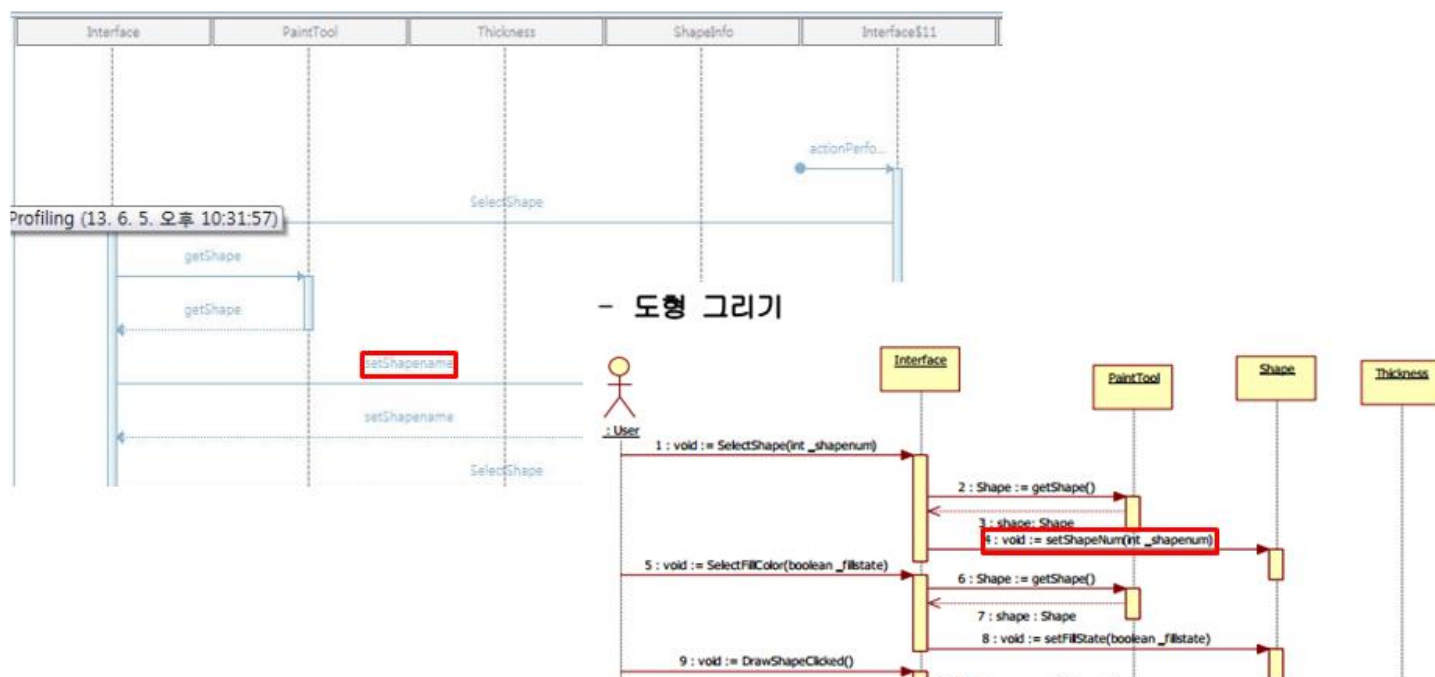 Interface
PaintTool
Thickness
ShapeInfo
Interface$11
actionPerfo...
SelectShape
Profiling (13. 6. 5. 오후 10:31:57)
getShape
getShape
setShapename
setShapename
SelectShape
- 도형 그리기
Interface
PaintTool
Shape
Thickness
: User
1 : void := SelectShape(int _shapenum)
2 : Shape := getShape()
3 : shape: Shape
4 : void := setShapeNum(int _shapenum)
5 : void := SelectFillColor(boolean _fillstate)
6 : Shape := getShape()
7 : shape : Shape
8 : void := setFillState(boolean _fillstate)
9 : void := DrawShapeClicked()